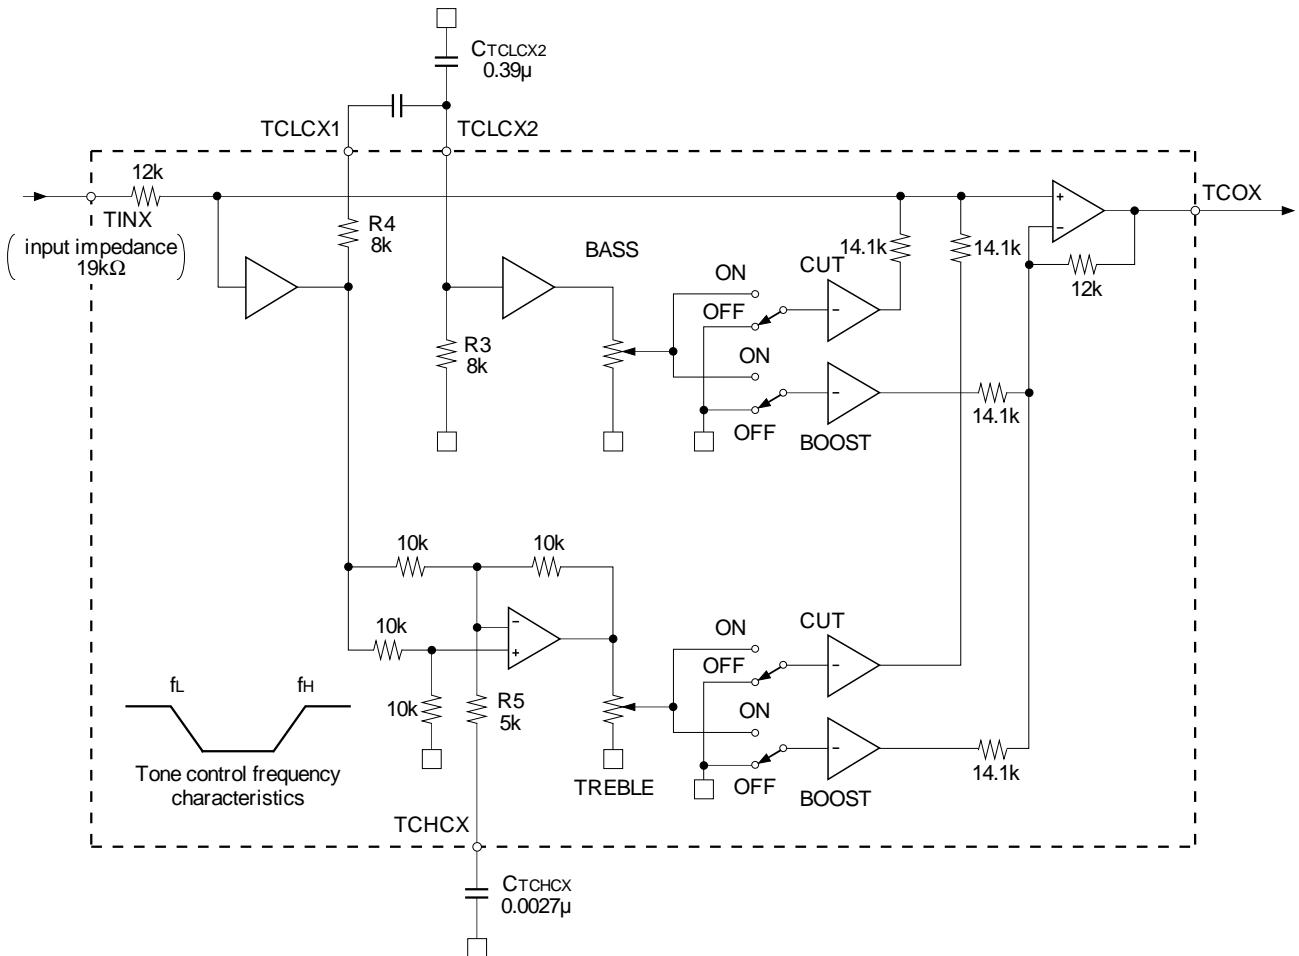 CTCLCX2
0.39µ
TCLCX1
TCLCX2
12k
TINX
( input impedance
19kΩ )
R4
8k
R3
8k
BASS
ON
OFF
ON
OFF
CUT
BOOST
14.1k
14.1k
14.1k
+
-
-
-
12k
TCOX
10k
10k
10k
10k
-
+
R5
5k
TREBLE
ON
OFF
ON
OFF
CUT
BOOST
-
-
14.1k
fL
fH
Tone control frequency
characteristics
TCHCX
CTCHCX
0.0027µ